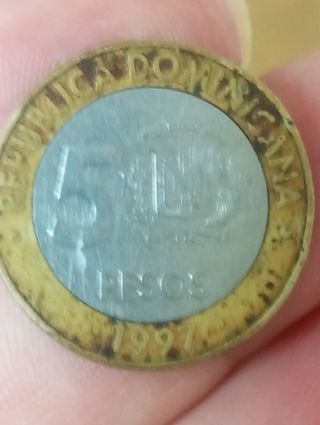 REPUBLICA DOMINICANA
5
PESOS
1997